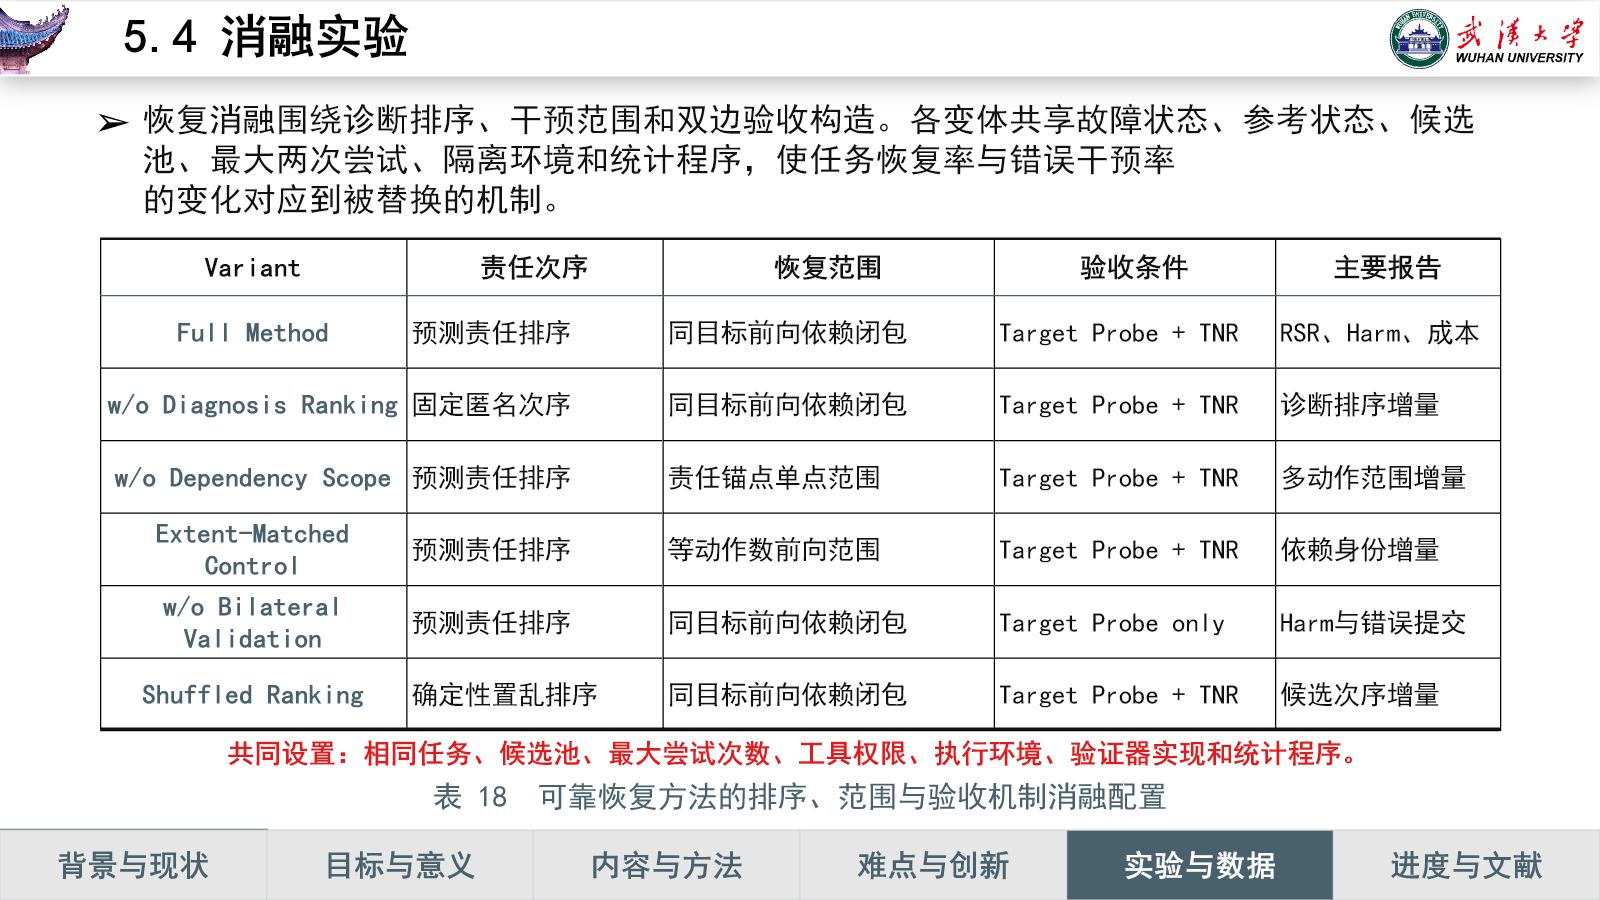 5.4 消融实验
武汉大学
WUHAN UNIVERSITY
➢ 恢复消融围绕诊断排序、干预范围和双边验收构造。各变体共享故障状态、参考状态、候选
池、最大两次尝试、隔离环境和统计程序，使任务恢复率与错误干预率
的变化对应到被替换的机制。
Variant 责任次序 恢复范围 验收条件 主要报告
Full Method 预测责任排序 同目标前向依赖闭包 Target Probe + TNR RSR、Harm、成本
w/o Diagnosis Ranking 固定匿名次序 同目标前向依赖闭包 Target Probe + TNR 诊断排序增量
w/o Dependency Scope 预测责任排序 责任锚点单点范围 Target Probe + TNR 多动作范围增量
Extent-Matched
Control 预测责任排序 等动作数前向范围 Target Probe + TNR 依赖身份增量
w/o Bilateral
Validation 预测责任排序 同目标前向依赖闭包 Target Probe only Harm与错误提交
Shuffled Ranking 确定性置乱排序 同目标前向依赖闭包 Target Probe + TNR 候选次序增量
共同设置：相同任务、候选池、最大尝试次数、工具权限、执行环境、验证器实现和统计程序。
表 18 可靠恢复方法的排序、范围与验收机制消融配置
背景与现状 目标与意义 内容与方法 难点与创新 实验与数据 进度与文献